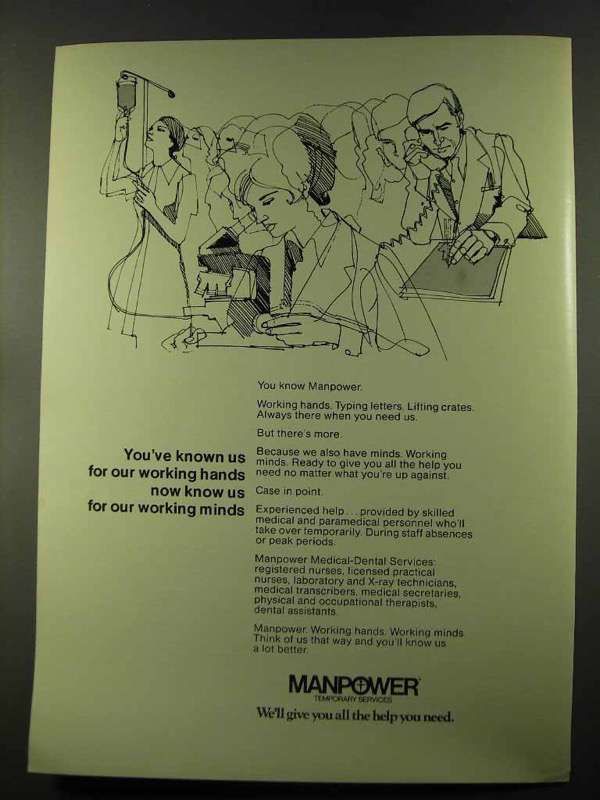 You know Manpower.
Working hands. Typing letters. Lifting crates.
Always there when you need us.
But there's more.
You've known us
for our working hands
now know us
for our working minds
Because we also have minds. Working
minds. Ready to give you all the help you
need no matter what you're up against.
Case in point.
Experienced help...provided by skilled
medical and paramedical personnel who'll
take over temporarily. During staff absences
or peak periods.
Manpower Medical-Dental Services:
registered nurses, licensed practical
nurses, laboratory and X-ray technicians,
medical transcribers, medical secretaries,
physical and occupational therapists,
dental assistants.
Manpower. Working hands. Working minds.
Think of us that way and you'll know us
a lot better.
MANPOWER®
TEMPORARY SERVICES
We'll give you all the help you need.